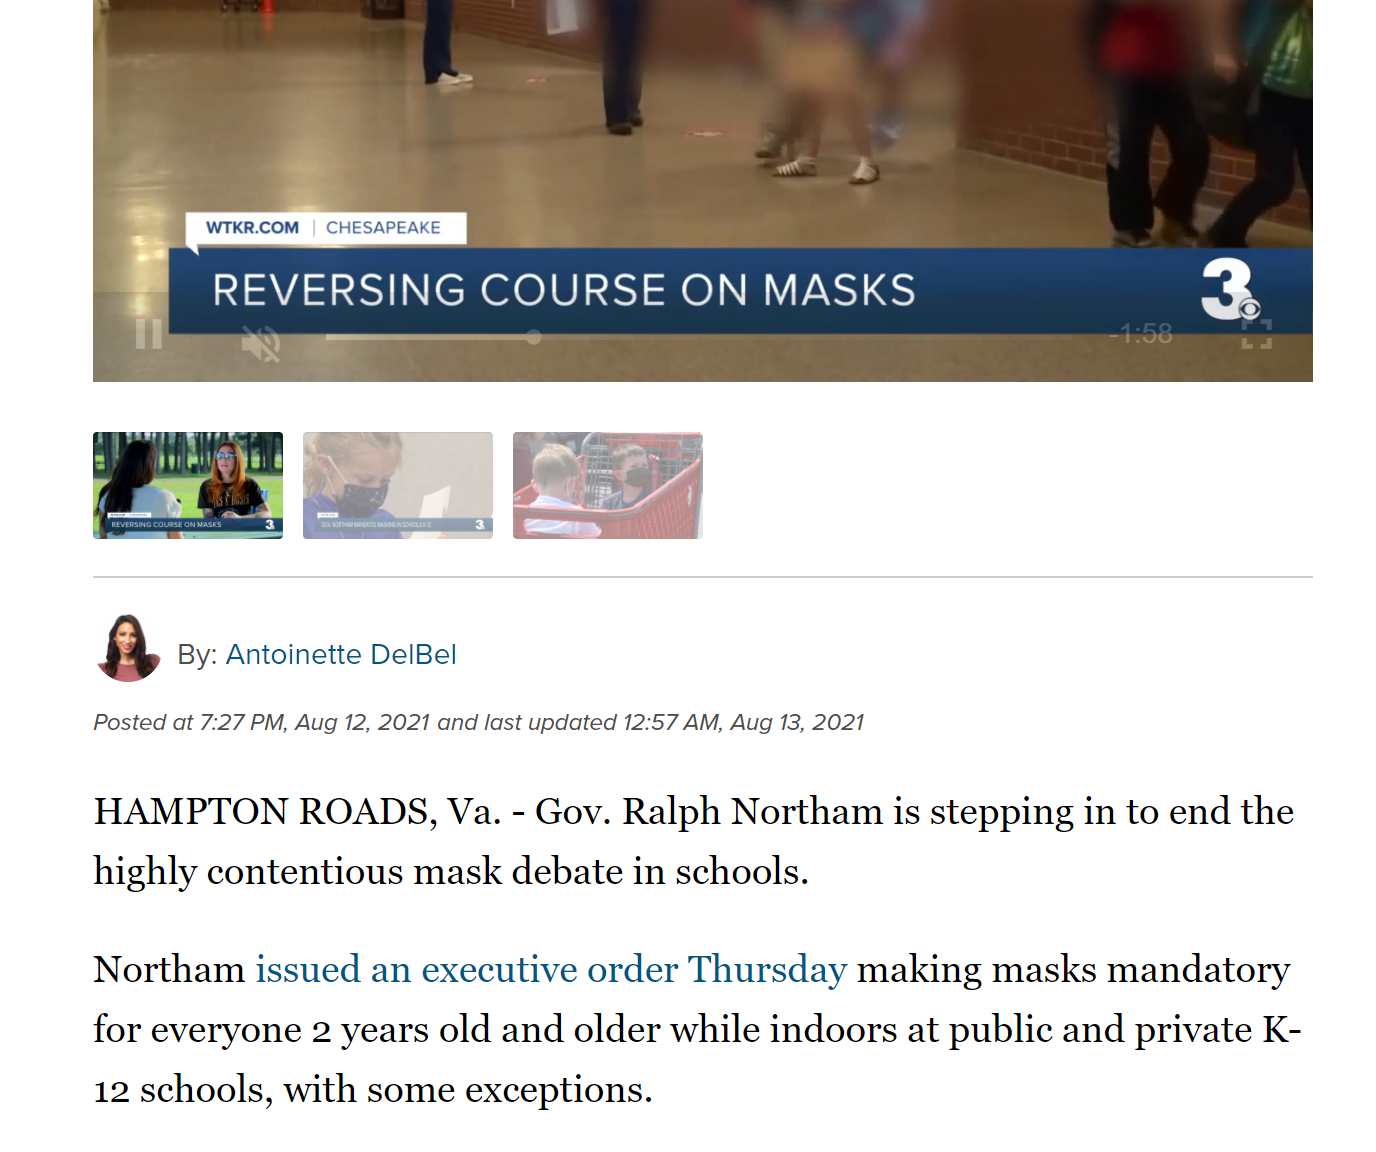 WTKR.COM | CHESAPEAKE
REVERSING COURSE ON MASKS
3
-1:58
REVERSING COURSE ON MASKS
3
GOV. NORTHAM MANDATES MASKING IN SCHOOLS K-12
3
By: Antoinette DelBel
Posted at 7:27 PM, Aug 12, 2021 and last updated 12:57 AM, Aug 13, 2021
HAMPTON ROADS, Va. - Gov. Ralph Northam is stepping in to end the
highly contentious mask debate in schools.
Northam issued an executive order Thursday making masks mandatory
for everyone 2 years old and older while indoors at public and private K-
12 schools, with some exceptions.